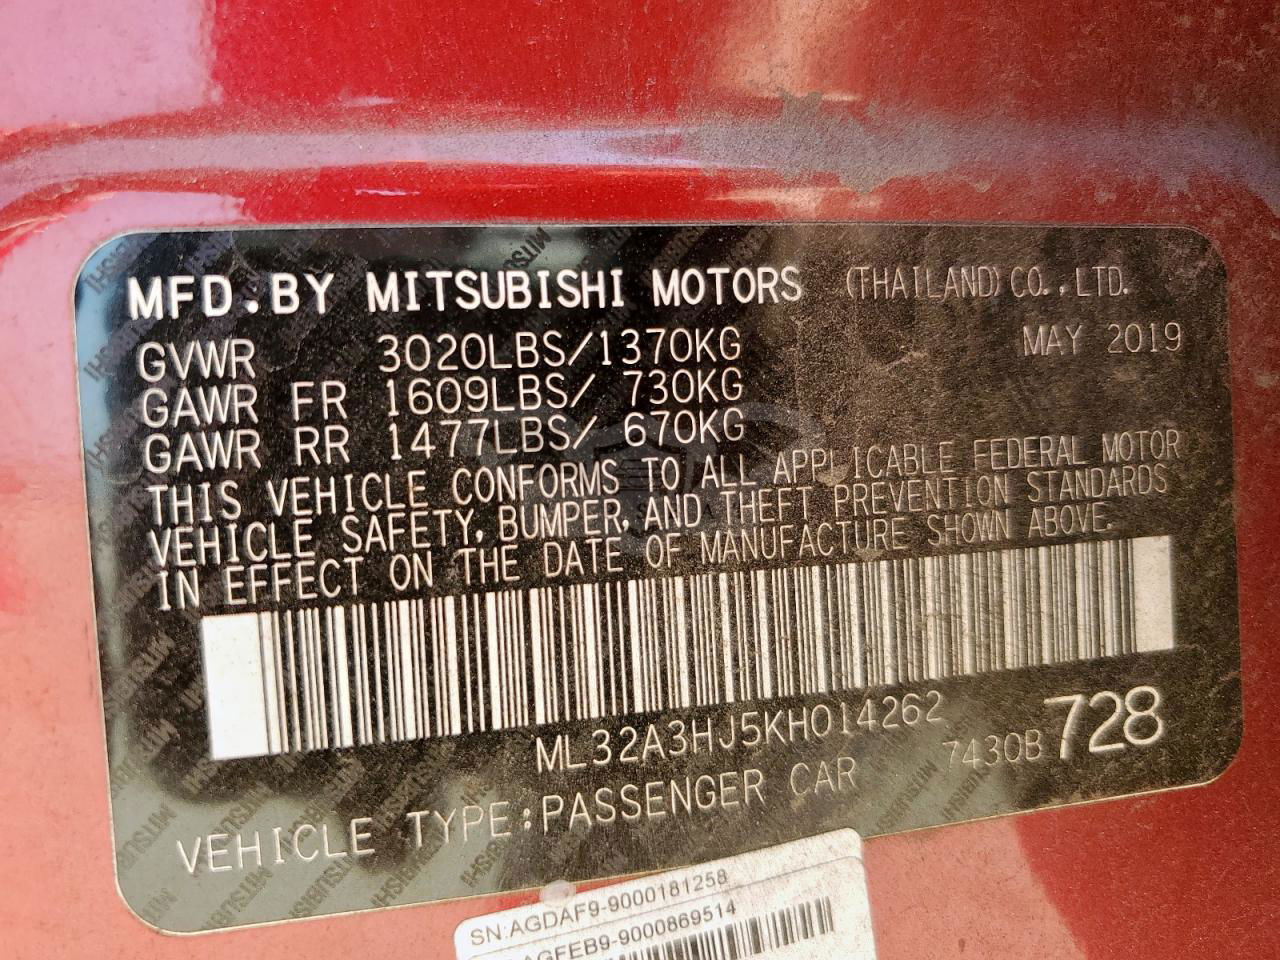 MFD.BY MITSUBISHI MOTORS (THAILAND) CO.,LTD.
GVWR 3020LBS/1370KG MAY 2019
GAWR FR 1609LBS/ 730KG
GAWR RR 1477LBS/ 670KG
THIS VEHICLE CONFORMS TO ALL APPLICABLE FEDERAL MOTOR
VEHICLE SAFETY, BUMPER, AND THEFT PREVENTION STANDARDS
IN EFFECT ON THE DATE OF MANUFACTURE SHOWN ABOVE.
ML32A3HJ5KH014262
7430B 728
VEHICLE TYPE:PASSENGER CAR
SN:AGDAF9-9000181258
AGFEB9-9000869514